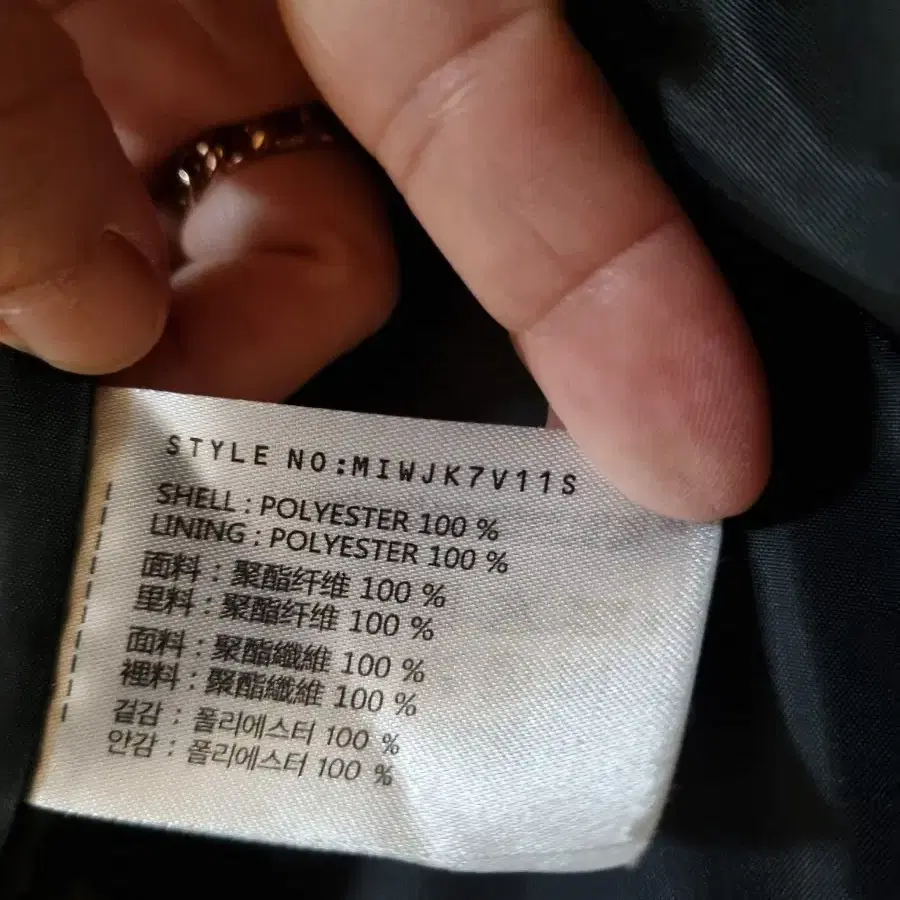 STYLE NO:MIWJK7V11S
SHELL : POLYESTER 100 %
LINING : POLYESTER 100 %
面料 : 聚酯纤维 100 %
里料 : 聚酯纤维 100 %
面料 : 聚酯纖維 100 %
裡料 : 聚酯纖維 100 %
겉감 : 폴리에스터 100 %
안감 : 폴리에스터 100 %